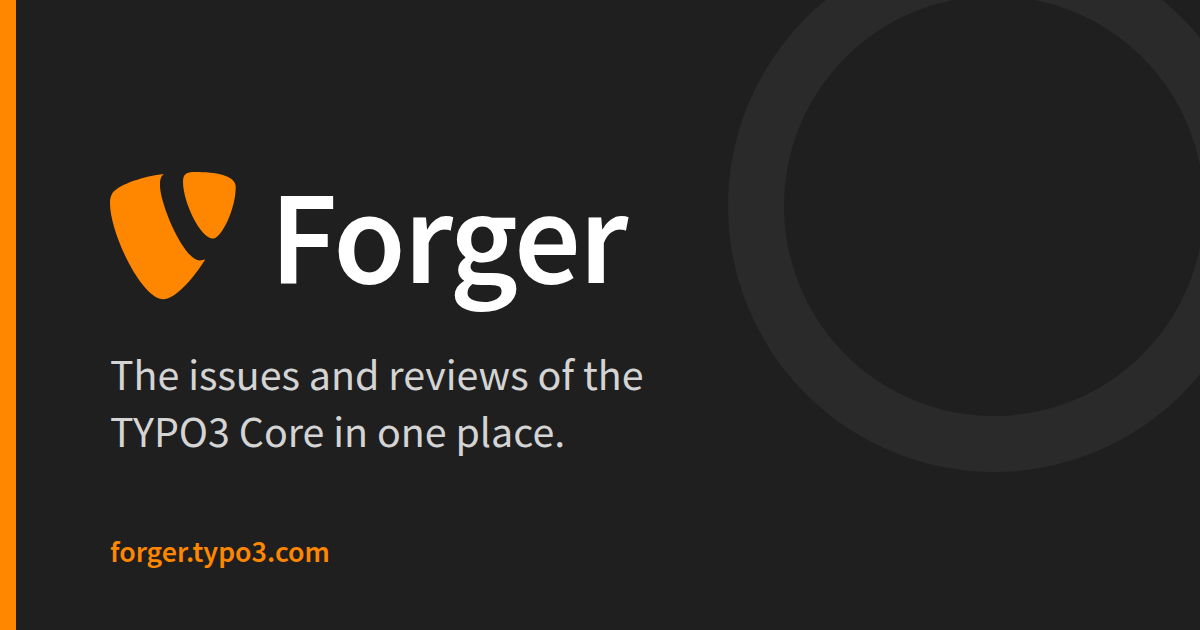 Forger
The issues and reviews of the
TYPO3 Core in one place.
forger.typo3.com